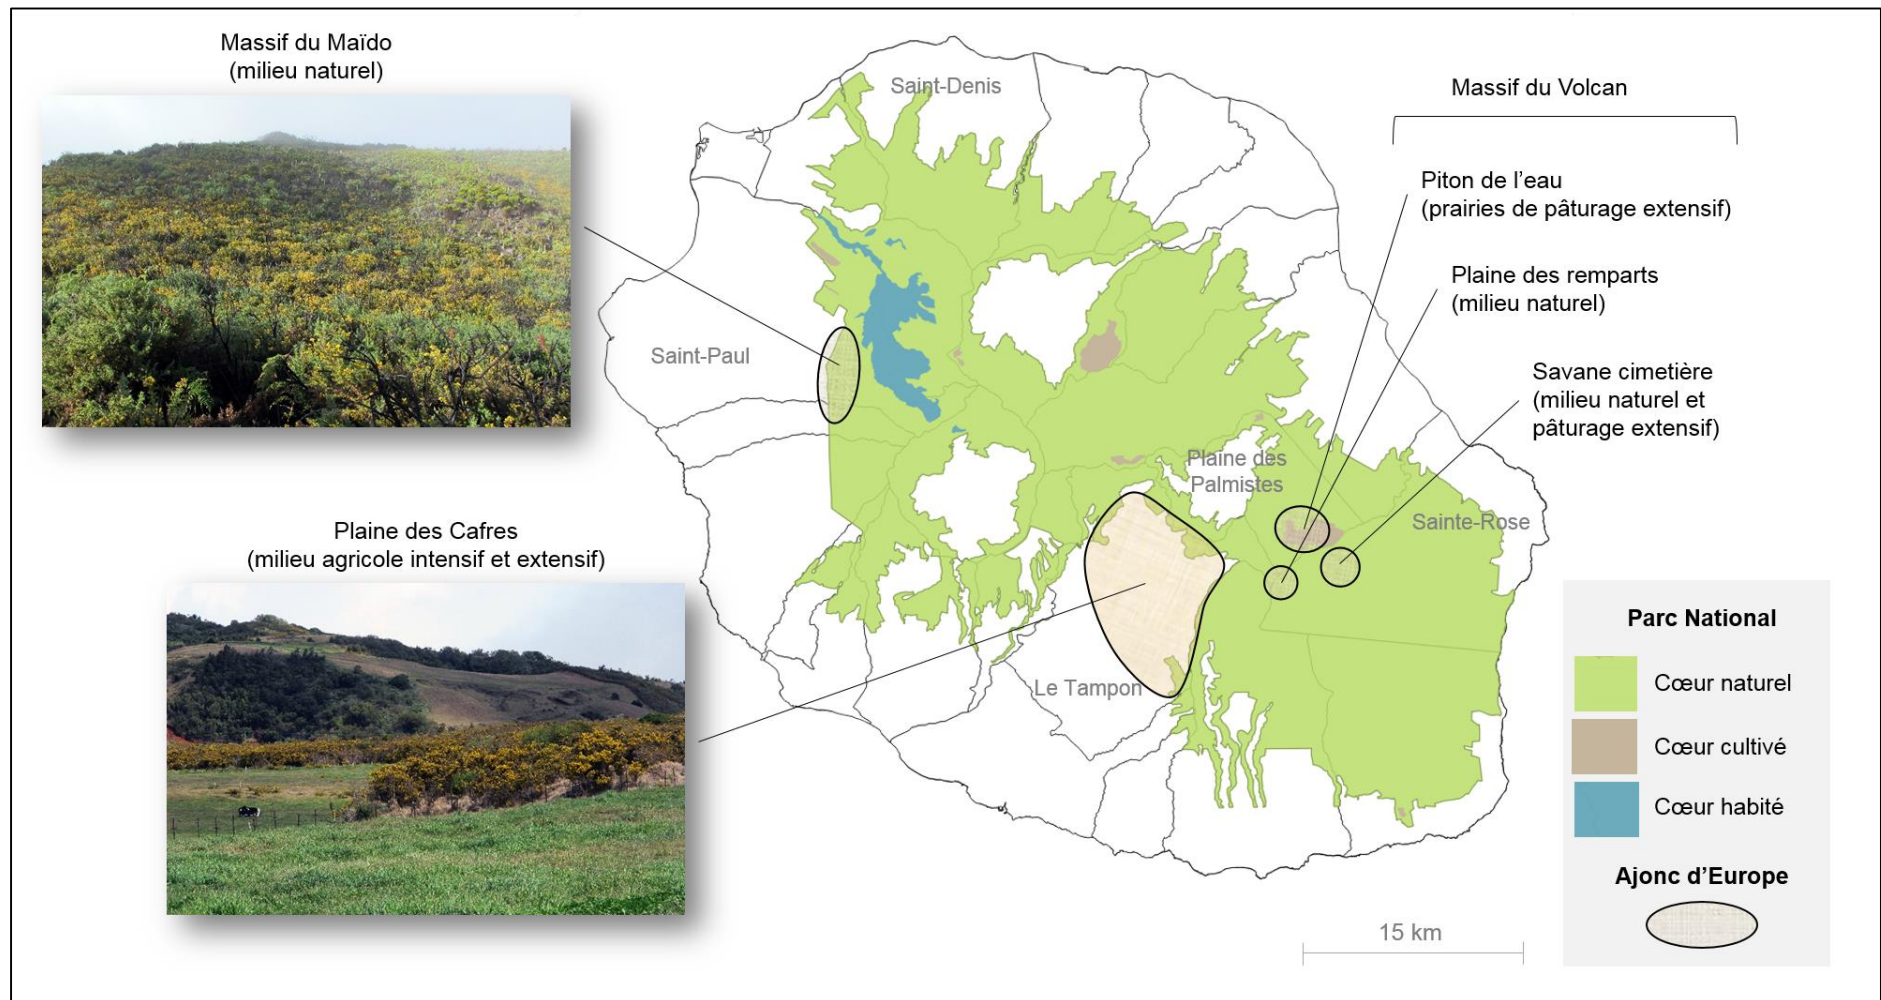 Massif du Maïdo
(milieu naturel)
Saint-Denis
Massif du Volcan
Piton de l'eau
(prairies de pâturage extensif)
Plaine des remparts
(milieu naturel)
Saint-Paul
Savane cimetière
(milieu naturel et
pâturage extensif)
Plaine des
Palmistes
Sainte-Rose
Plaine des Cafres
(milieu agricole intensif et extensif)
Le Tampon
Parc National
Cœur naturel
Cœur cultivé
Cœur habité
Ajonc d'Europe
15 km